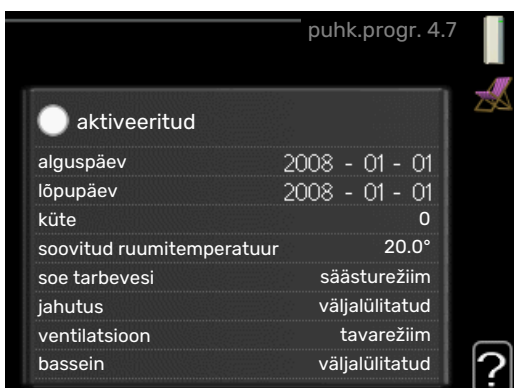 puhk.progr. 4.7
aktiveeritud
alguspäev 2008 - 01 - 01
lõpupäev 2008 - 01 - 01
küte 0
soovitud ruumitemperatuur 20.0°
soe tarbevesi säästurežiim
jahutus väljalülitatud
ventilatsioon tavarežiim
bassein väljalülitatud
?